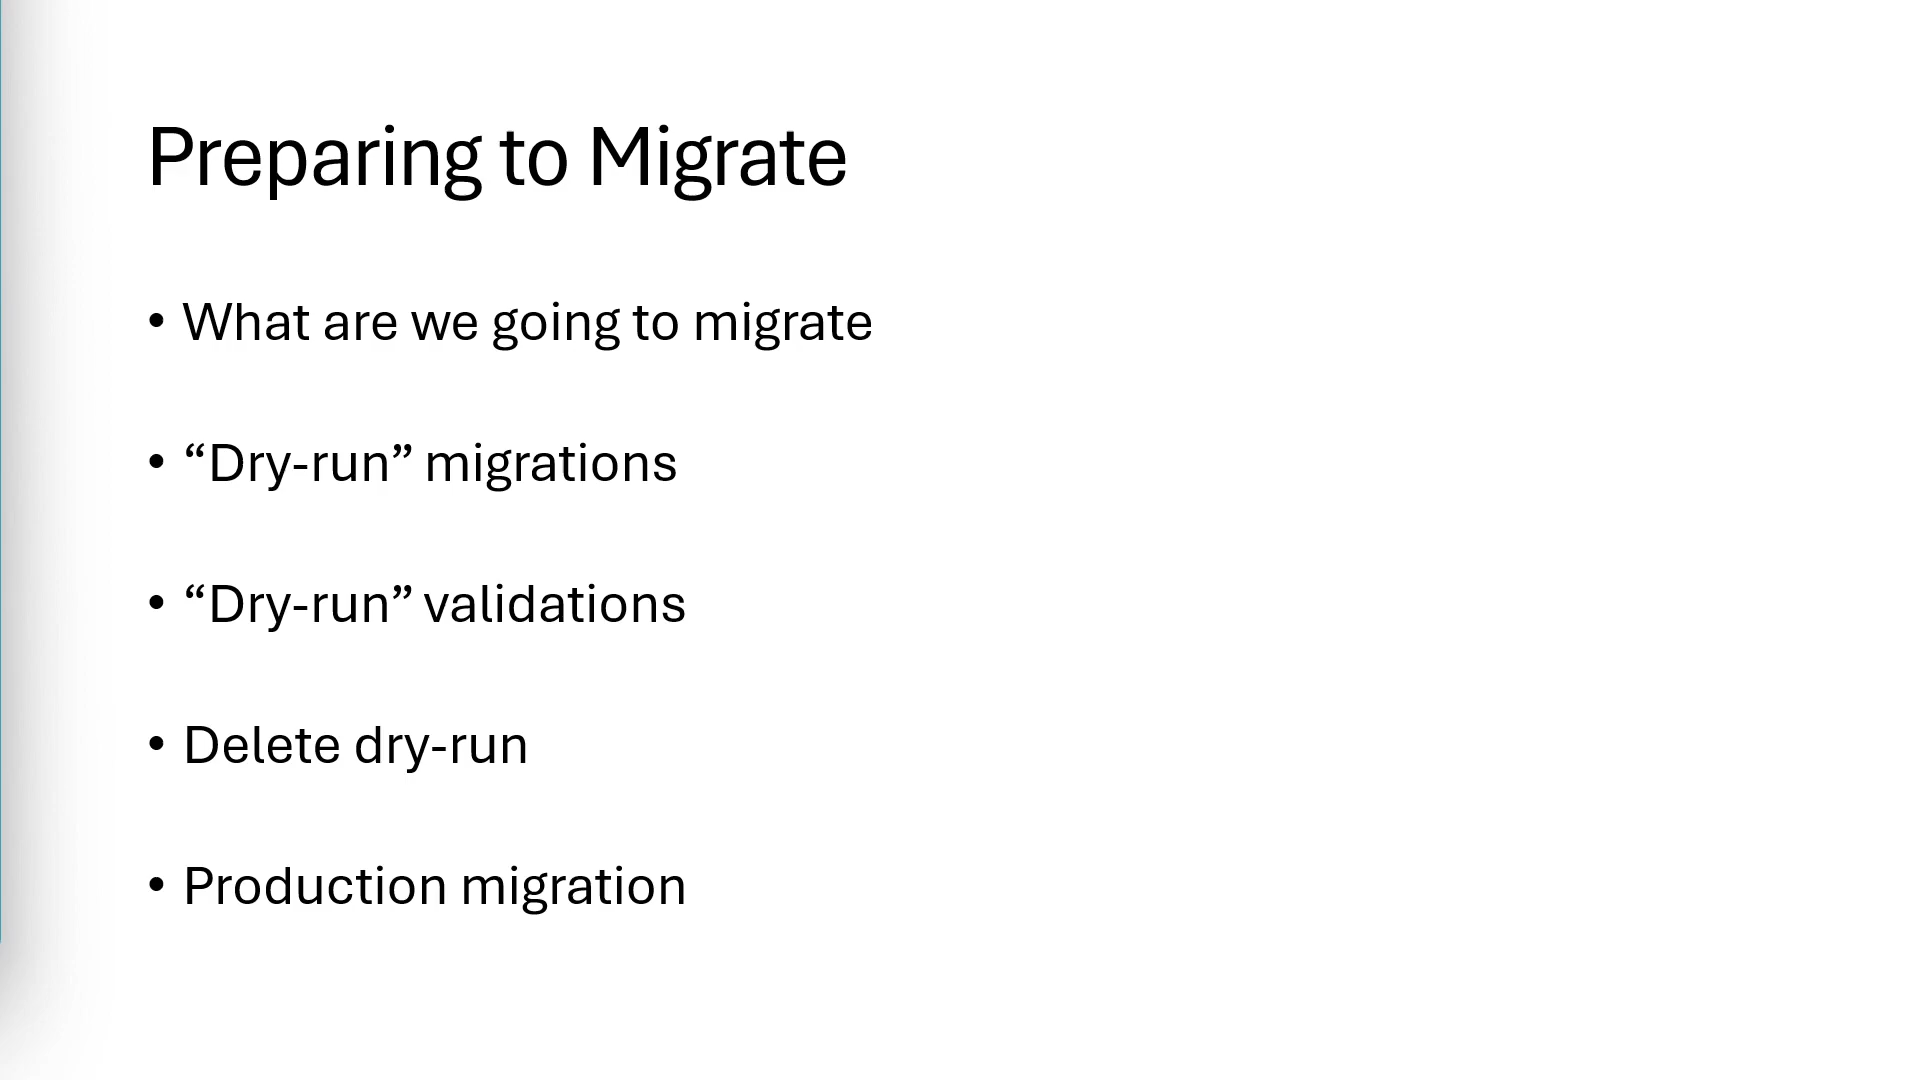 Preparing to Migrate
• What are we going to migrate
• “Dry-run” migrations
• “Dry-run” validations
• Delete dry-run
• Production migration